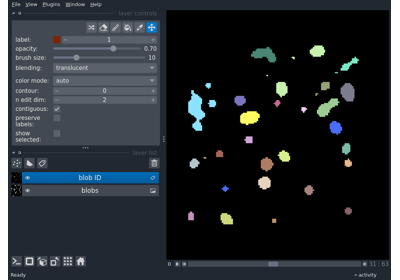 File View Plugins Window Help
layer controls
label: 1
opacity: 0.70
brush size: 10
blending: translucent
color mode: auto
contour: 0
n edit dim: 2
contiguous:
preserve
labels:
show
selected:
layer list
blob ID
blobs
31 63
Ready
activity